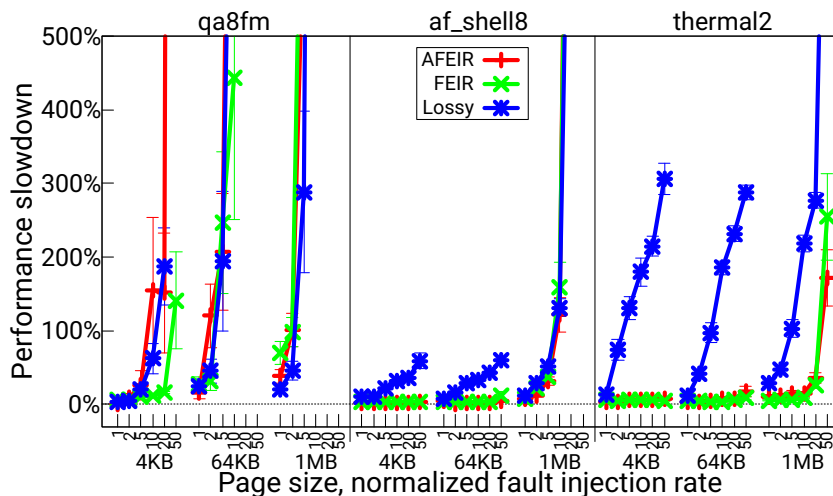 qa8fm af_shell8 thermal2
500%
400%
300%
200%
100%
0%
Performance slowdown
AFEIR
FEIR
Lossy
1 2 5 10 20 50 1 2 5 10 20 50 1 2 5 10 20 50 1 2 5 10 20 50 1 2 5 10 20 50 1 2 5 10 20 50 1 2 5 10 20 50 1 2 5 10 20 50 1 2 5 10 20 50
4KB 64KB 1MB 4KB 64KB 1MB 4KB 64KB 1MB
Page size, normalized fault injection rate